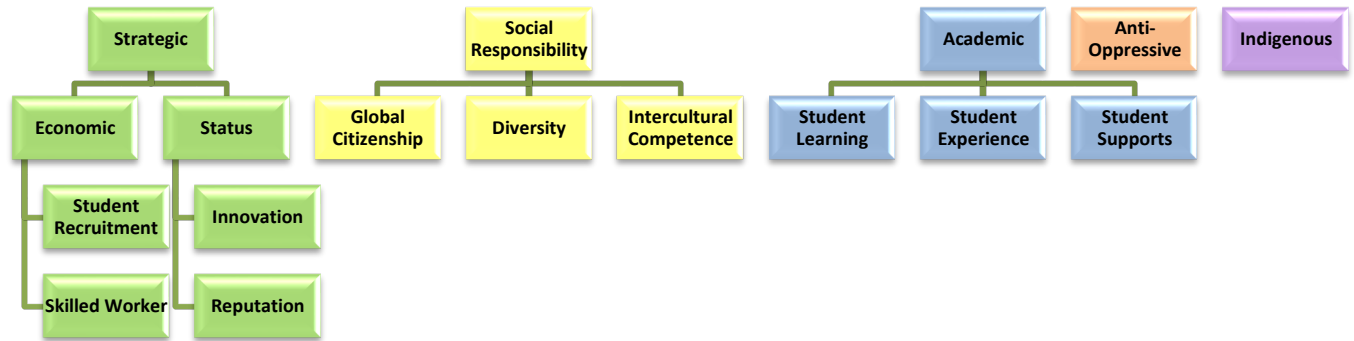 Strategic
Social
Responsibility
Academic
Anti-
Oppressive
Indigenous
Economic
Status
Global
Citizenship
Diversity
Intercultural
Competence
Student
Learning
Student
Experience
Student
Supports
Student
Recruitment
Innovation
Skilled Worker
Reputation